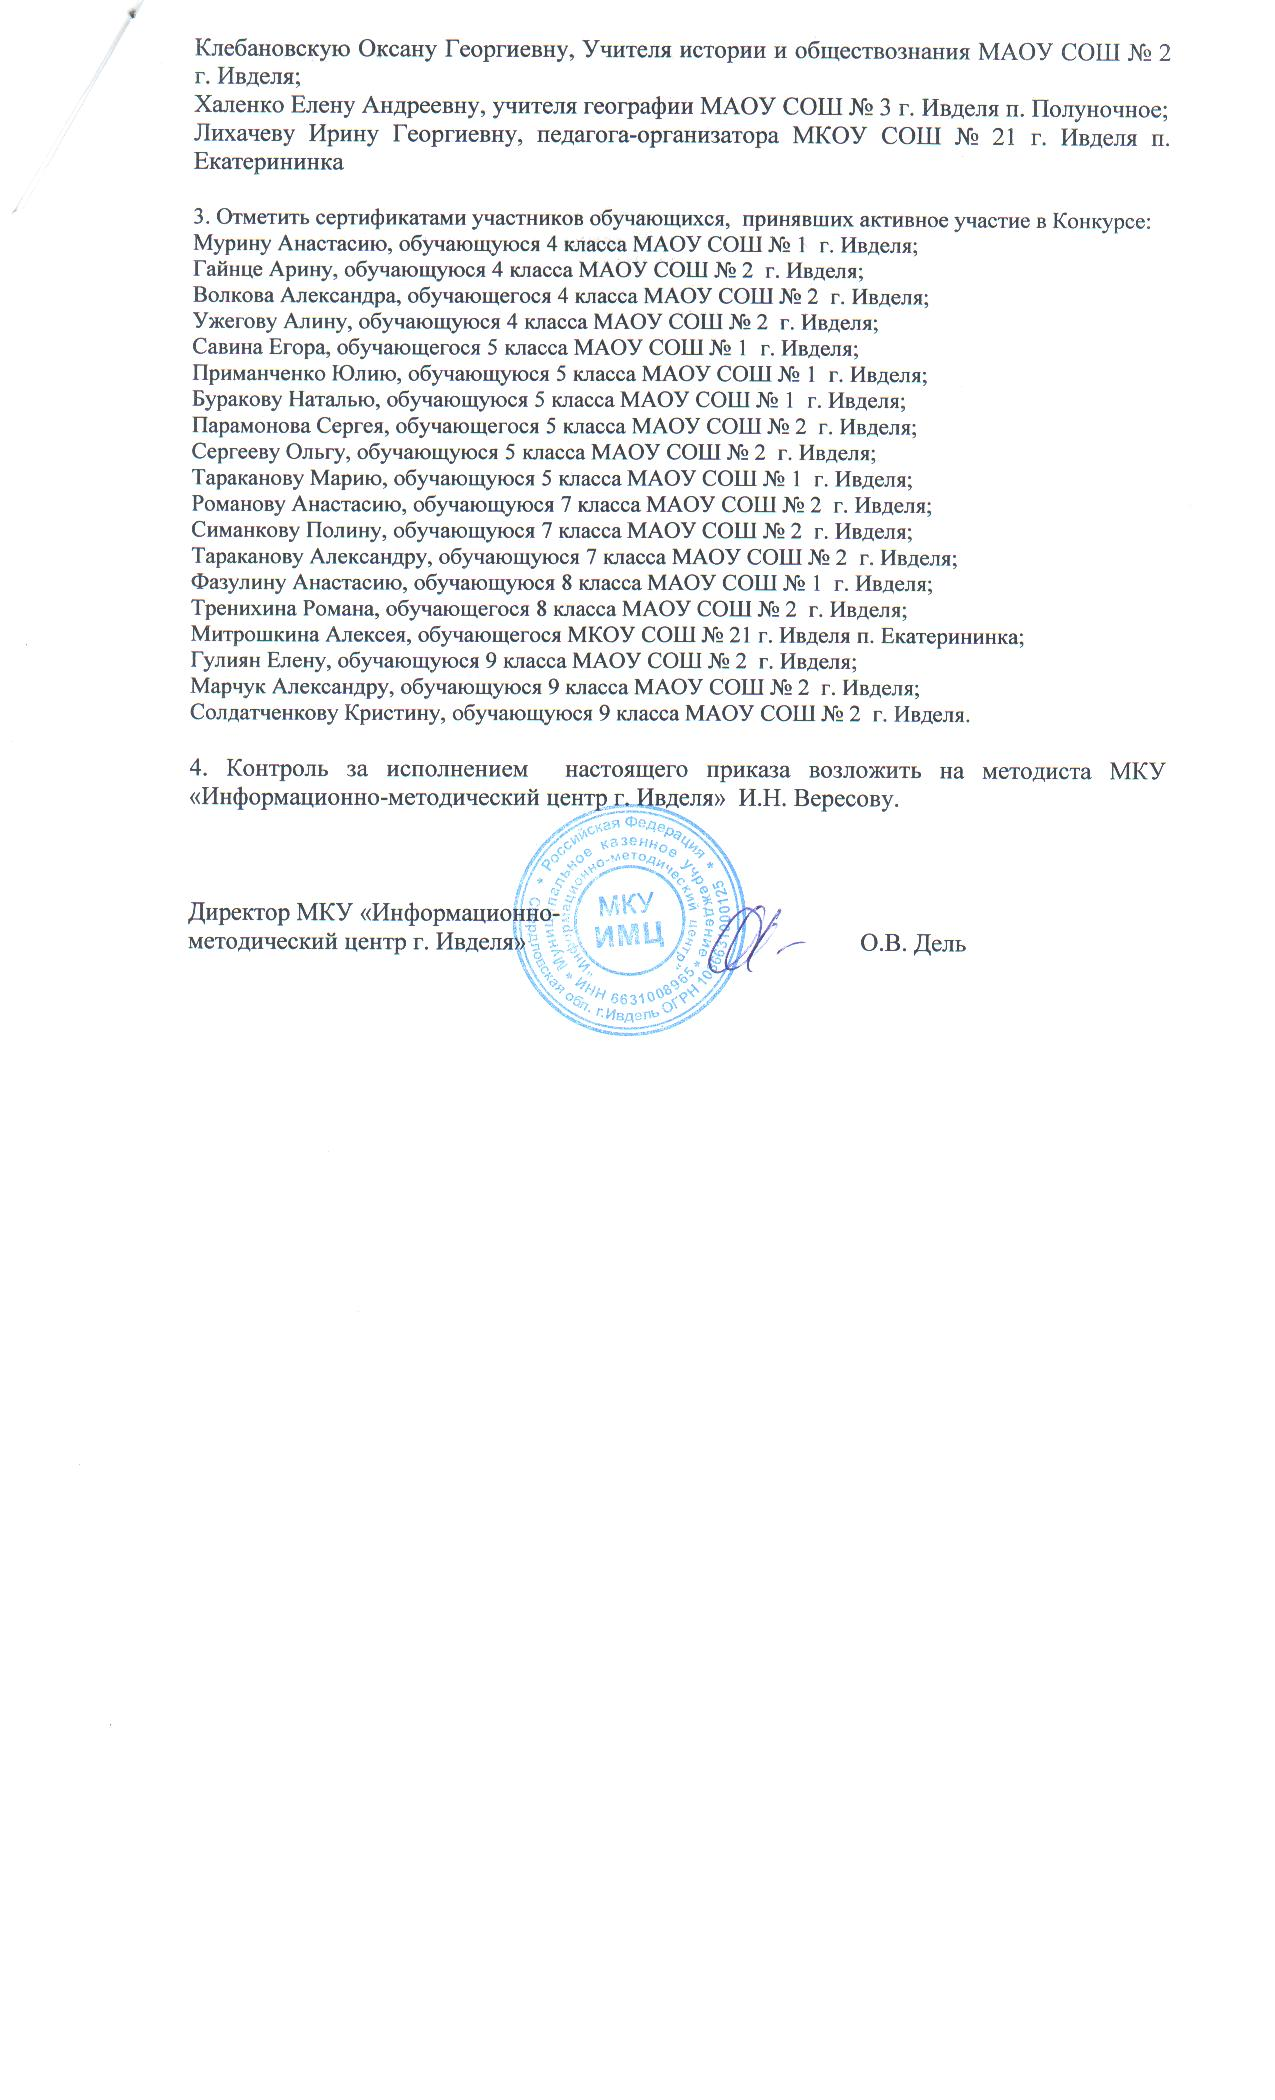 Клебановскую Оксану Георгиевну, Учителя истории и обществознания МАОУ СОШ № 2
г. Ивделя;
Халенко Елену Андреевну, учителя географии МАОУ СОШ № 3 г. Ивделя п. Полуночное;
Лихачеву Ирину Георгиевну, педагога-организатора МКОУ СОШ № 21 г. Ивделя п.
Екатерининка
3. Отметить сертификатами участников обучающихся, принявших активное участие в Конкурсе:
Мурину Анастасию, обучающуюся 4 класса МАОУ СОШ № 1 г. Ивделя;
Гайнце Арину, обучающуюся 4 класса МАОУ СОШ № 2 г. Ивделя;
Волкова Александра, обучающегося 4 класса МАОУ СОШ № 2 г. Ивделя;
Ужегову Алину, обучающуюся 4 класса МАОУ СОШ № 2 г. Ивделя;
Савина Егора, обучающегося 5 класса МАОУ СОШ № 1 г. Ивделя;
Приманченко Юлию, обучающуюся 5 класса МАОУ СОШ № 1 г. Ивделя;
Буракову Наталью, обучающуюся 5 класса МАОУ СОШ № 1 г. Ивделя;
Парамонова Сергея, обучающегося 5 класса МАОУ СОШ № 2 г. Ивделя;
Сергееву Ольгу, обучающуюся 5 класса МАОУ СОШ № 2 г. Ивделя;
Тараканову Марию, обучающуюся 5 класса МАОУ СОШ № 1 г. Ивделя;
Романову Анастасию, обучающуюся 7 класса МАОУ СОШ № 2 г. Ивделя;
Симанкову Полину, обучающуюся 7 класса МАОУ СОШ № 2 г. Ивделя;
Тараканову Александру, обучающуюся 7 класса МАОУ СОШ № 2 г. Ивделя;
Фазулину Анастасию, обучающуюся 8 класса МАОУ СОШ № 1 г. Ивделя;
Тренихина Романа, обучающегося 8 класса МАОУ СОШ № 2 г. Ивделя;
Митрошкина Алексея, обучающегося МКОУ СОШ № 21 г. Ивделя п. Екатерининка;
Гулиян Елену, обучающуюся 9 класса МАОУ СОШ № 2 г. Ивделя;
Марчук Александру, обучающуюся 9 класса МАОУ СОШ № 2 г. Ивделя;
Солдатченкову Кристину, обучающуюся 9 класса МАОУ СОШ № 2 г. Ивделя.
4. Контроль за исполнением настоящего приказа возложить на методиста МКУ
«Информационно-методический центр г. Ивделя» И.Н. Вересову.
Директор МКУ «Информационно-
методический центр г. Ивделя» О.В. Дель
* Российская Федерация *
Свердловская обл. г.Ивдель ОГРН
Муниципальное казенное учреждение
* ИНН 6631008965 *
«Информационно-методический центр»
МКУ
ИМЦ